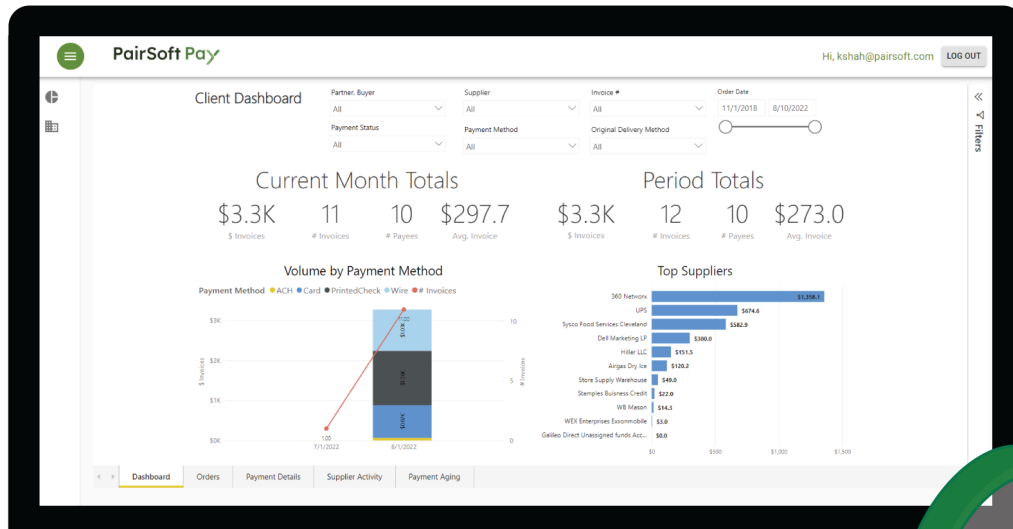 PairSoft Pay
Hi, kshah@pairsoft.com LOG OUT
Client Dashboard
Partner, Buyer
All
Supplier
All
Invoice #
All
Order Date
11/1/2018 8/10/2022
Payment Status
All
Payment Method
All
Original Delivery Method
All
Filters
Current Month Totals
$3.3K 11 10 $297.7
$ Invoices # Invoices # Payees Avg. Invoice
Period Totals
$3.3K 12 10 $273.0
$ Invoices # Invoices # Payees Avg. Invoice
Volume by Payment Method
Payment Method ACH Card PrintedCheck Wire # Invoices
$3K
$2K
$1K
$0K
$ Invoices
10
5
0
# Invoices
1.00
7/1/2022 8/1/2022
Top Suppliers
360 Networx $1,358.1
UPS $674.6
Sysco Food Services Cleveland $582.9
Dell Marketing LP $300.0
Hiller LLC $151.5
Airgas Dry Ice $120.2
Store Supply Warehouse $49.0
Stamples Buisness Credit $22.0
WB Mason $14.5
WEX Enterprises Exxonmobile $3.0
Galileo Direct Unassigned funds Acc... $0.0
$0 $500 $1,000 $1,500
Dashboard Orders Payment Details Supplier Activity Payment Aging